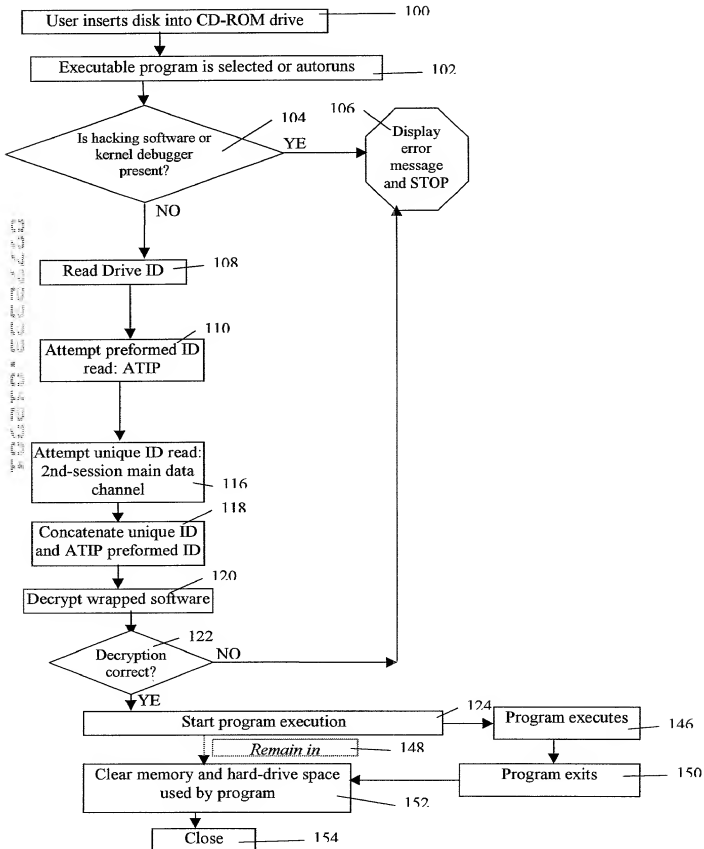 User inserts disk into CD-ROM drive
100
Executable program is selected or autoruns
102
Is hacking software or
kernel debugger
present?
104
YE
106
Display
error
message
and STOP
NO
Read Drive ID
108
110
Attempt preformed ID
read: ATIP
Attempt unique ID read:
2nd-session main data
channel
116
118
Concatenate unique ID
and ATIP preformed ID
120
Decrypt wrapped software
122
Decryption
correct?
NO
YE
124
Start program execution
Program executes
146
Remain in
148
Clear memory and hard-drive space
used by program
152
Program exits
150
Close
154